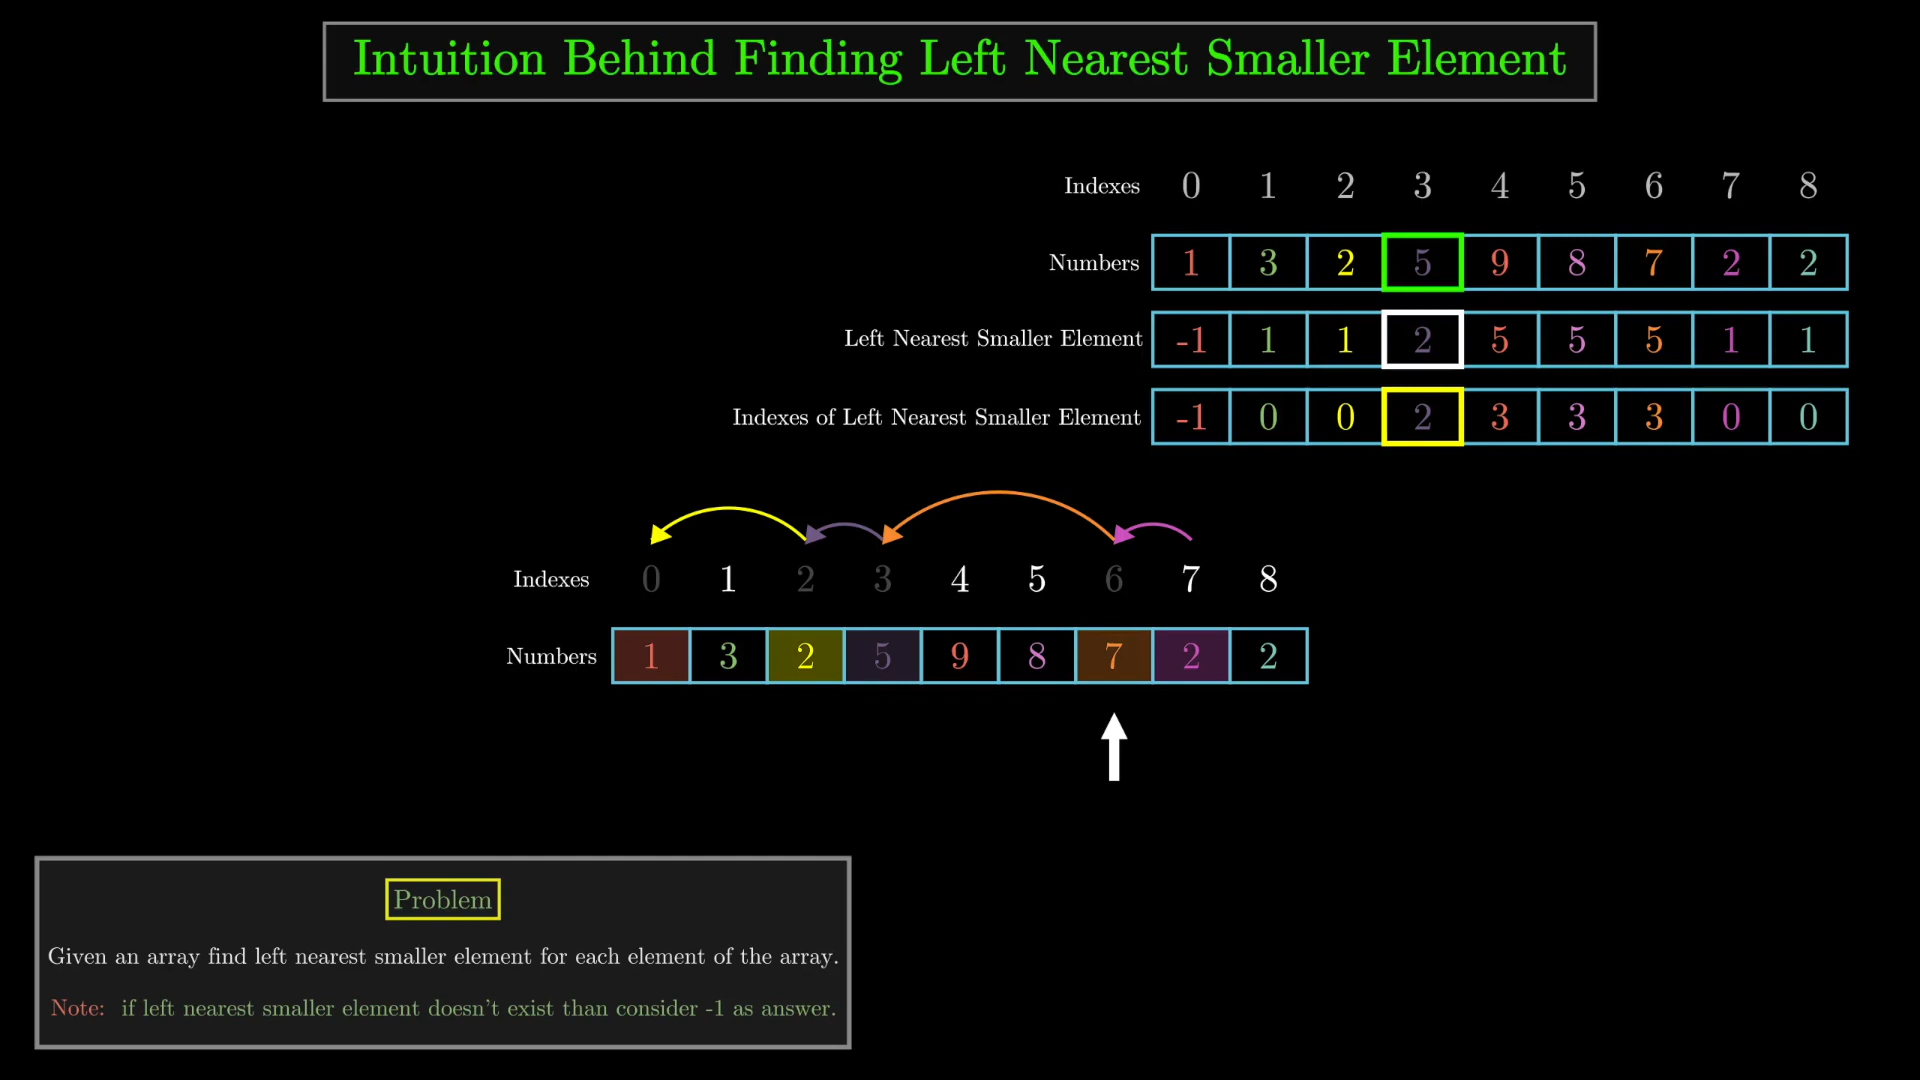 Intuition Behind Finding Left Nearest Smaller Element
Indexes 0 1 2 3 4 5 6 7 8
Numbers 1 3 2 5 9 8 7 2 2
Left Nearest Smaller Element -1 1 1 2 5 5 5 1 1
Indexes of Left Nearest Smaller Element -1 0 0 2 3 3 3 0 0
Indexes 0 1 2 3 4 5 6 7 8
Numbers 1 3 2 5 9 8 7 2 2
Problem
Given an array find left nearest smaller element for each element of the array.
Note: if left nearest smaller element doesn't exist than consider -1 as answer.